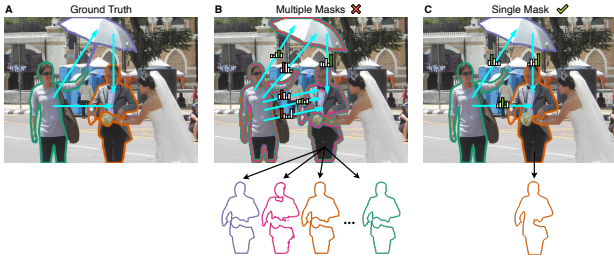 A Ground Truth
B Multiple Masks ✘
C Single Mask ✓
...